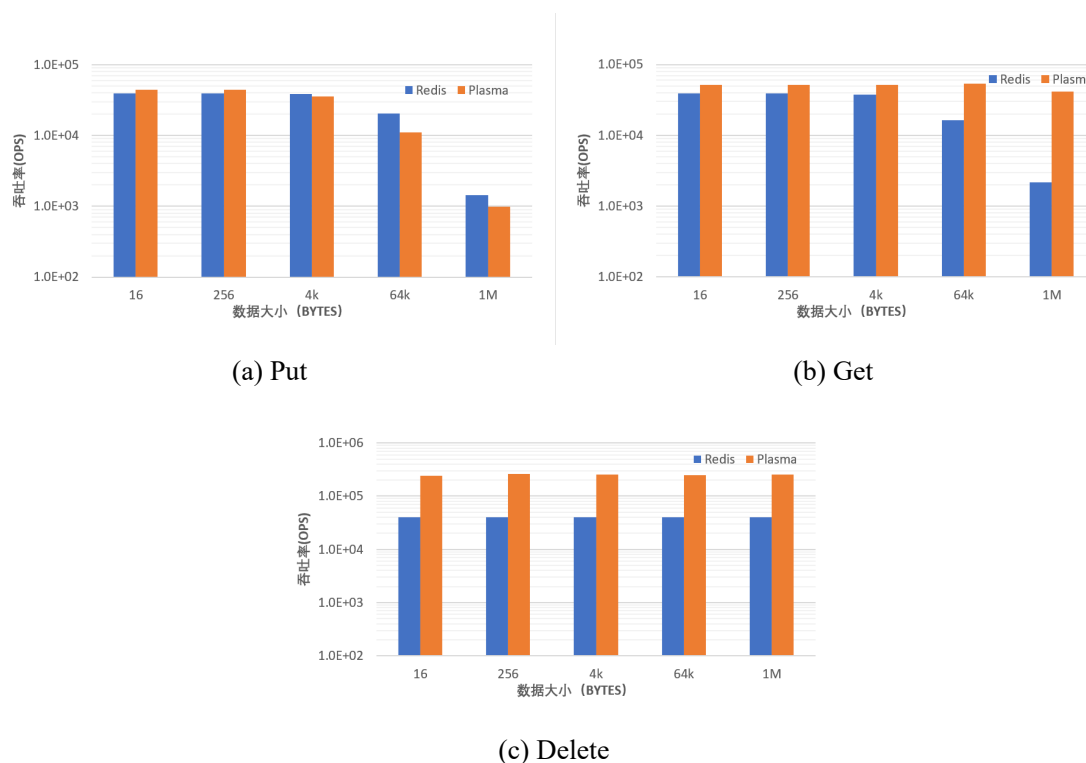 1.0E+05
1.0E+04
1.0E+03
1.0E+02
吞吐率(OPS)
Redis Plasma
16 256 4k 64k 1M
数据大小（BYTES）
(a) Put
1.0E+05
1.0E+04
1.0E+03
1.0E+02
吞吐率(OPS)
Redis Plasm
16 256 4k 64k 1M
数据大小（BYTES）
(b) Get
1.0E+06
1.0E+05
1.0E+04
1.0E+03
1.0E+02
吞吐率(OPS)
Redis Plasma
16 256 4k 64k 1M
数据大小（BYTES）
(c) Delete